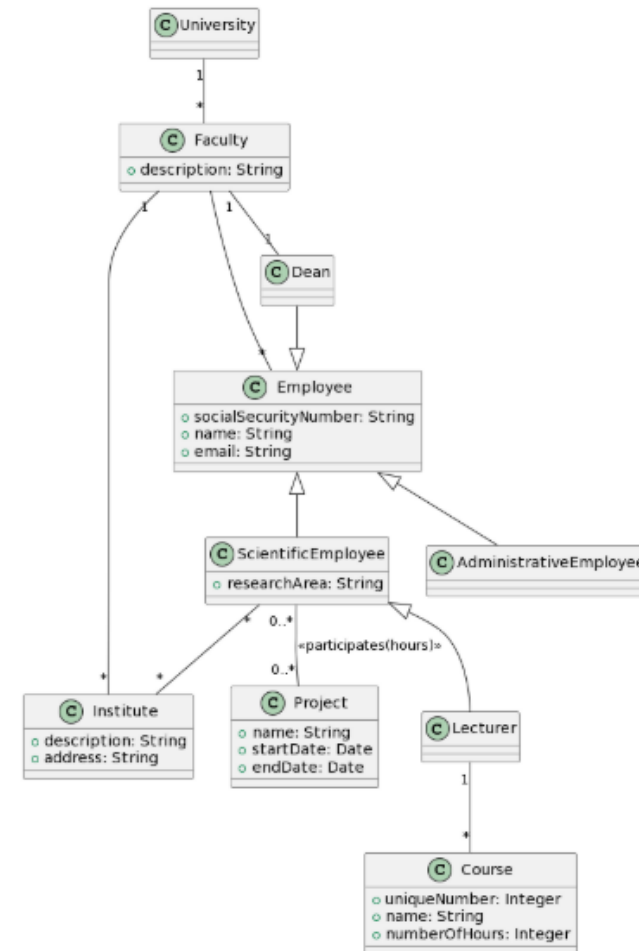 C University
1
*
C Faculty
description: String
1
1
1
C Dean
*
C Employee
socialSecurityNumber: String
name: String
email: String
C ScientificEmployee
researchArea: String
C AdministrativeEmployee
*
0..*
«participates(hours)»
*
*
0..*
C Institute
description: String
address: String
C Project
name: String
startDate: Date
endDate: Date
C Lecturer
1
*
C Course
uniqueNumber: Integer
name: String
numberOfHours: Integer